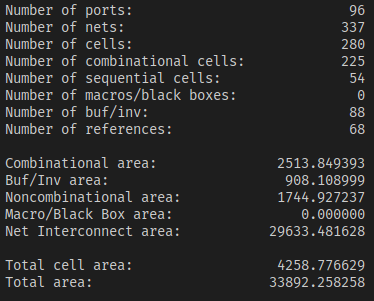 Number of ports: 96
Number of nets: 337
Number of cells: 280
Number of combinational cells: 225
Number of sequential cells: 54
Number of macros/black boxes: 0
Number of buf/inv: 88
Number of references: 68
Combinational area: 2513.849393
Buf/Inv area: 908.108999
Noncombinational area: 1744.927237
Macro/Black Box area: 0.000000
Net Interconnect area: 29633.481628
Total cell area: 4258.776629
Total area: 33892.258258